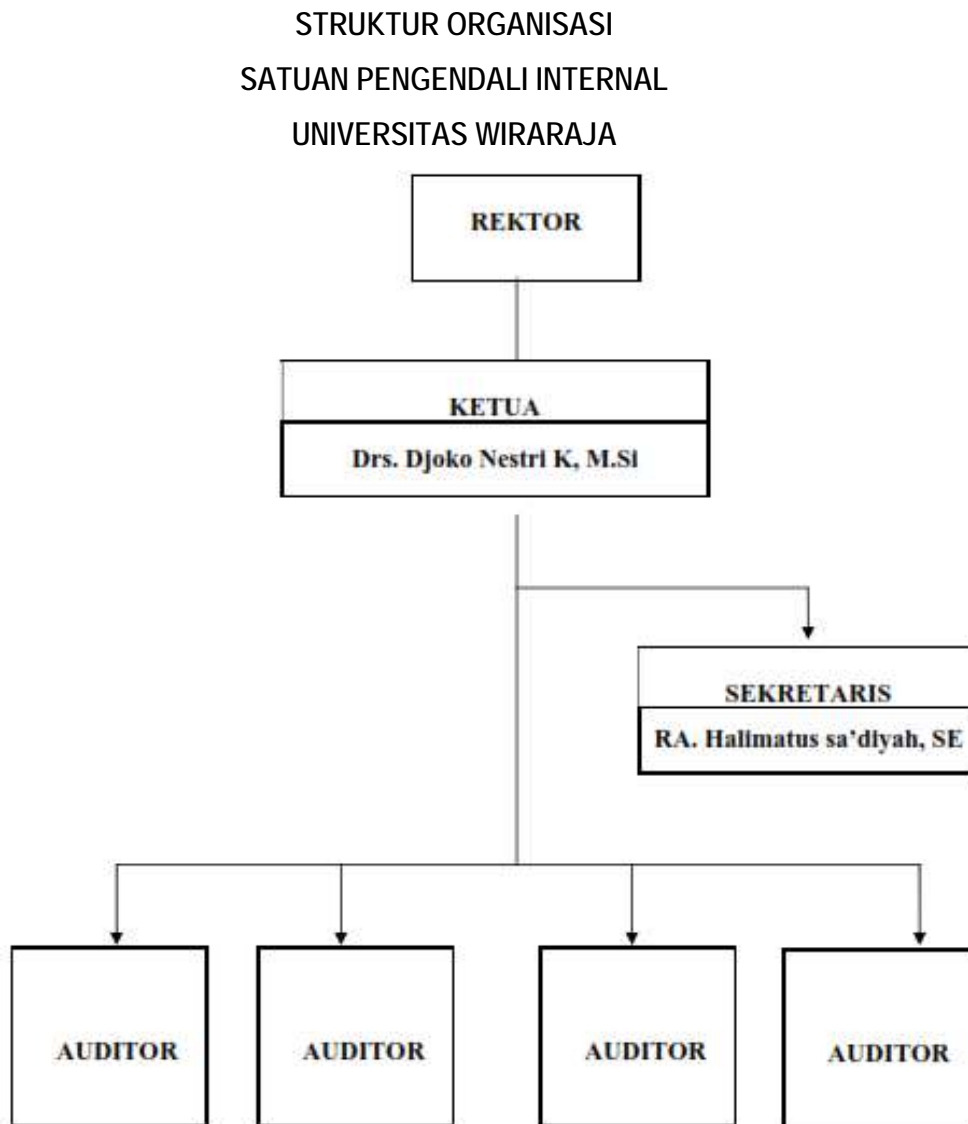 STRUKTUR ORGANISASI
SATUAN PENGENDALI INTERNAL
UNIVERSITAS WIRARAJA
REKTOR
KETUA
Drs. Djoko Nestri K, M.Si
SEKRETARIS
RA. Halimatus sa'diyah, SE
AUDITOR
AUDITOR
AUDITOR
AUDITOR